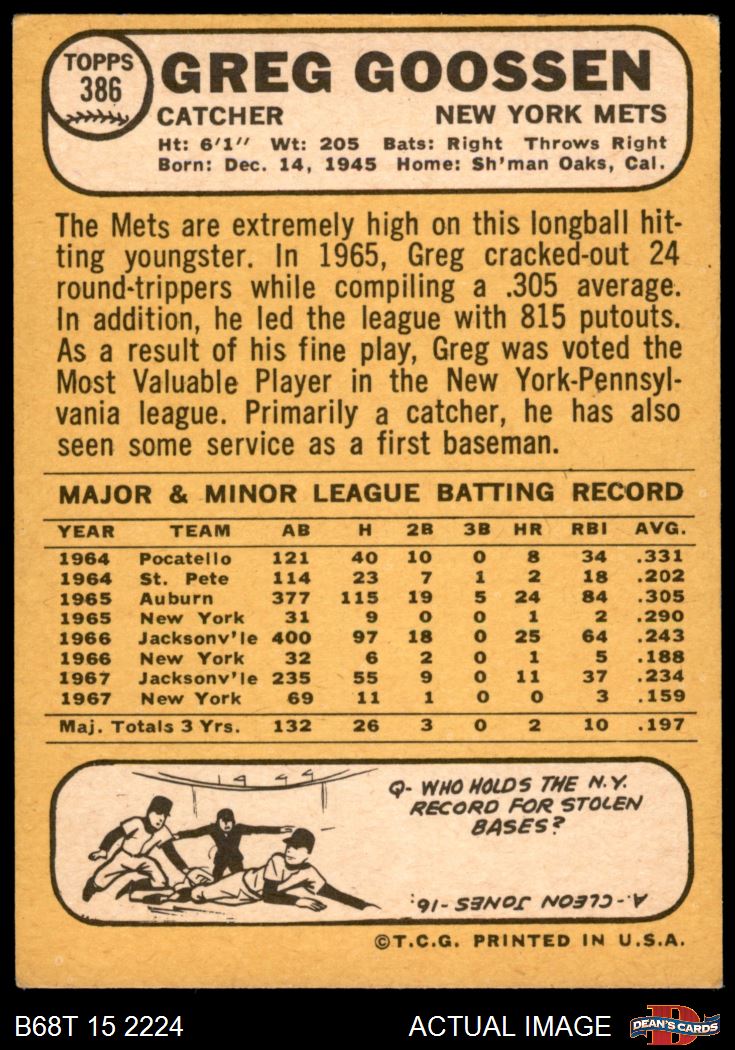 TOPPS
386
GREG GOOSSEN
CATCHER NEW YORK METS
Ht: 6'1" Wt: 205 Bats: Right Throws Right
Born: Dec. 14, 1945 Home: Sh'man Oaks, Cal.
The Mets are extremely high on this longball hit-
ting youngster. In 1965, Greg cracked-out 24
round-trippers while compiling a .305 average.
In addition, he led the league with 815 putouts.
As a result of his fine play, Greg was voted the
Most Valuable Player in the New York-Pennsyl-
vania league. Primarily a catcher, he has also
seen some service as a first baseman.
MAJOR & MINOR LEAGUE BATTING RECORD
YEAR TEAM AB H 2B 3B HR RBI AVG.
1964 Pocatello 121 40 10 0 8 34 .331
1964 St. Pete 114 23 7 1 2 18 .202
1965 Auburn 377 115 19 5 24 84 .305
1965 New York 31 9 0 0 1 2 .290
1966 Jacksonv'le 400 97 18 0 25 64 .243
1966 New York 32 6 2 0 1 5 .188
1967 Jacksonv'le 235 55 9 0 11 37 .234
1967 New York 69 11 1 0 0 3 .159
Maj. Totals 3 Yrs. 132 26 3 0 2 10 .197
Q- WHO HOLDS THE N.Y.
RECORD FOR STOLEN
BASES?
A.- CLEON JONES -16.
©T.C.G. PRINTED IN U.S.A.
B68T 15 2224 ACTUAL IMAGE
DEAN'S CARDS